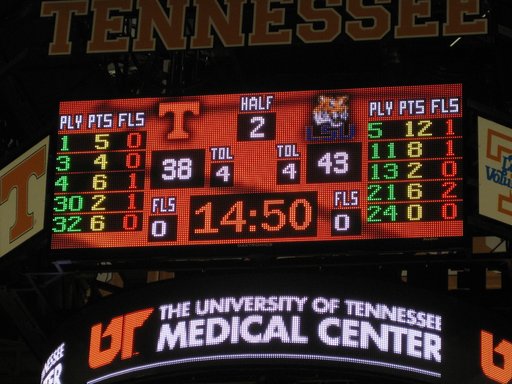 TENNESSEE
PLY PTS FLS
1 5 0
3 4 0
4 6 1
30 2 1
32 6 0
T
38
TOL
4
FLS
0
HALF
2
14:50
LSU
43
TOL
4
FLS
0
PLY PTS FLS
5 12 1
11 8 1
13 2 0
21 6 2
24 0 0
T
UT
THE UNIVERSITY OF TENNESSEE
MEDICAL CENTER